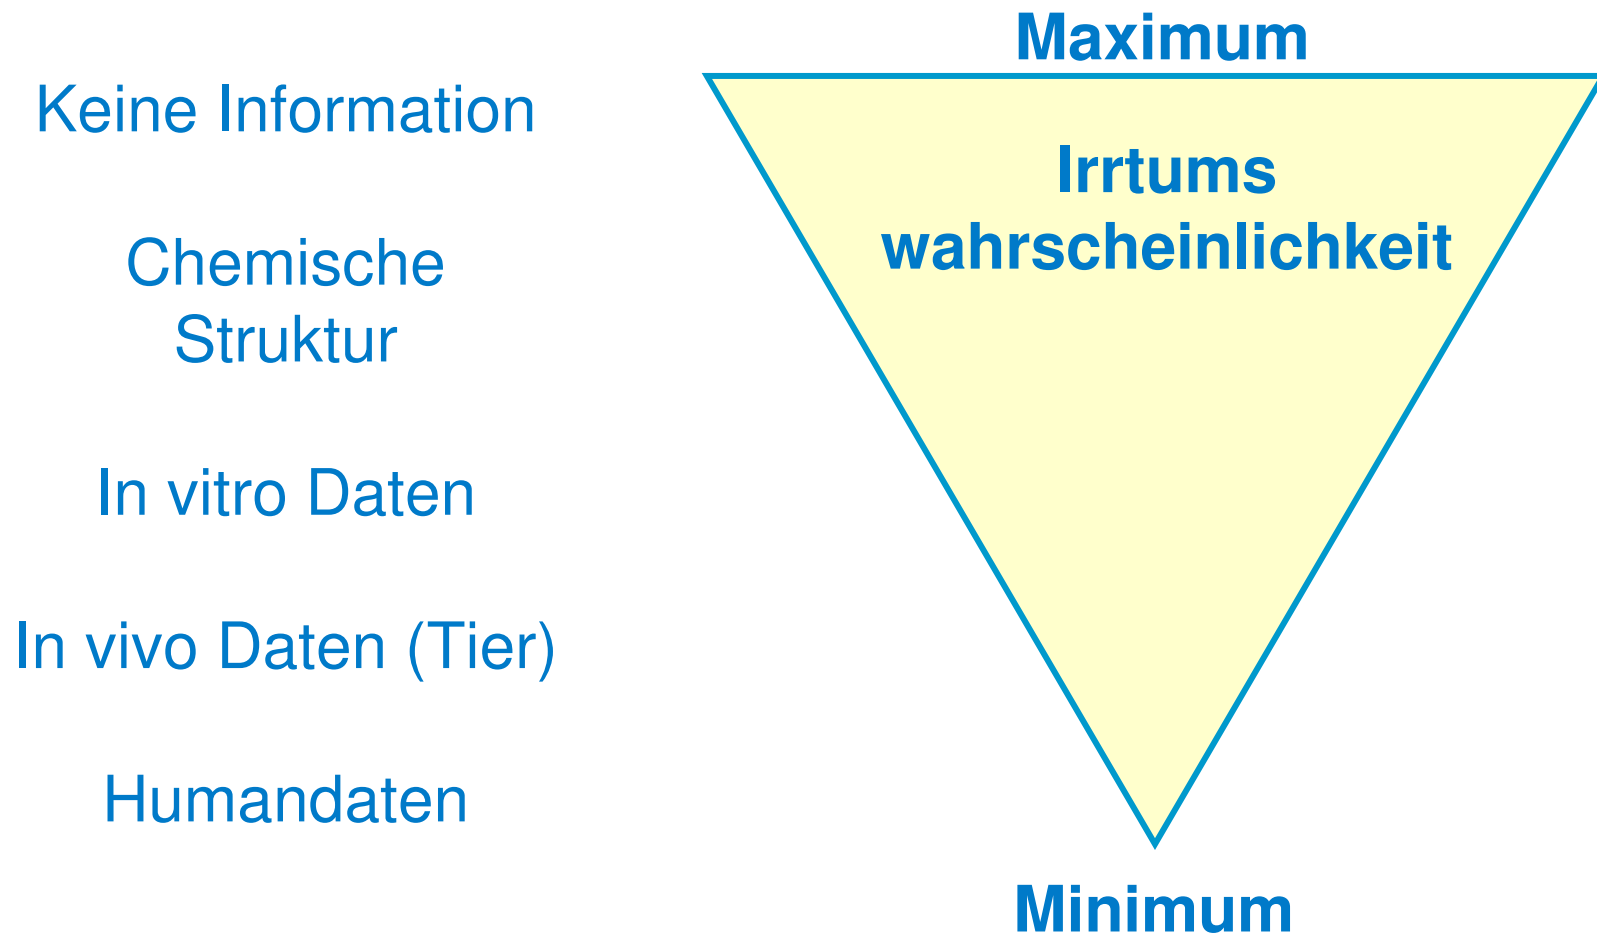 Maximum
Keine Information
Irrtums
wahrscheinlichkeit
Chemische
Struktur
In vitro Daten
In vivo Daten (Tier)
Humandaten
Minimum